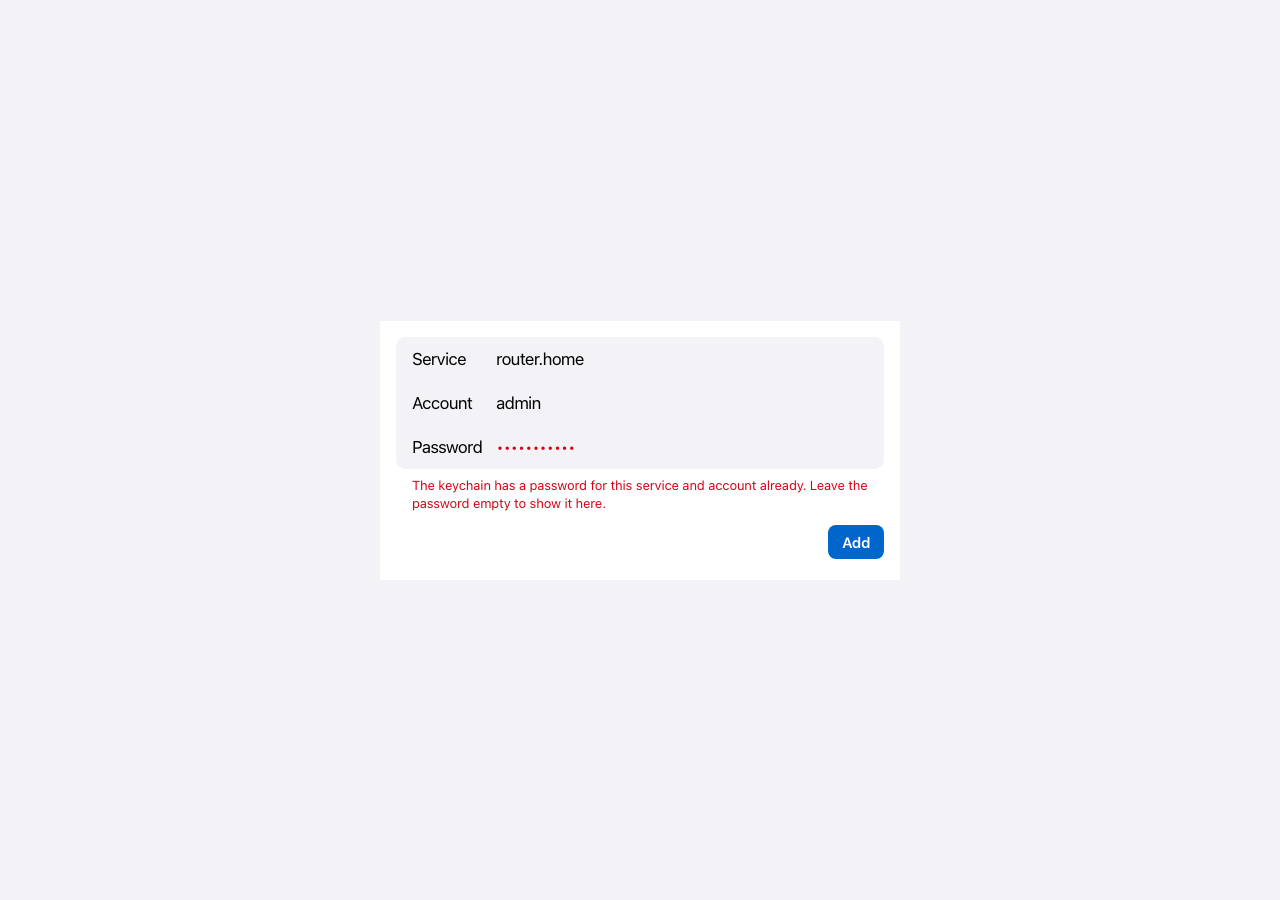 Service router.home
Account admin
Password •••••••••••
The keychain has a password for this service and account already. Leave the
password empty to show it here.
Add